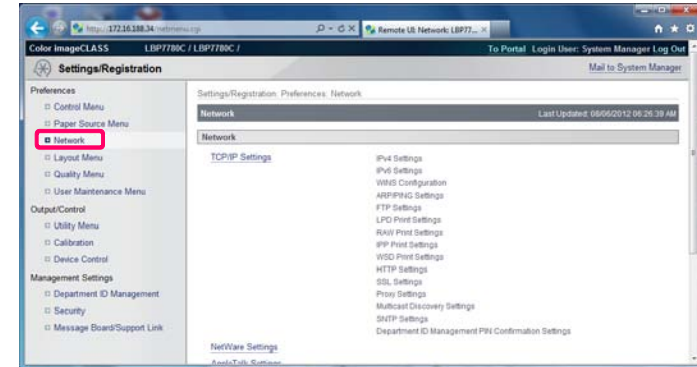 http://172.16.188.34/netmenu.cgi
Remote UI: Network: LBP77...
Color imageCLASS LBP7780C / LBP7780C /
To Portal Login User: System Manager Log Out
Settings/Registration
Mail to System Manager
Preferences
Control Menu
Paper Source Menu
Network
Layout Menu
Quality Menu
User Maintenance Menu
Output/Control
Utility Menu
Calibration
Device Control
Management Settings
Department ID Management
Security
Message Board/Support Link
Settings/Registration: Preferences: Network
Network
Last Updated: 08/06/2012 06:26:39 AM
Network
TCP/IP Settings
IPv4 Settings
IPv6 Settings
WINS Configuration
ARP/PING Settings
FTP Settings
LPD Print Settings
RAW Print Settings
IPP Print Settings
WSD Print Settings
HTTP Settings
SSL Settings
Proxy Settings
Multicast Discovery Settings
SNTP Settings
Department ID Management PIN Confirmation Settings
NetWare Settings
AppleTalk Settings